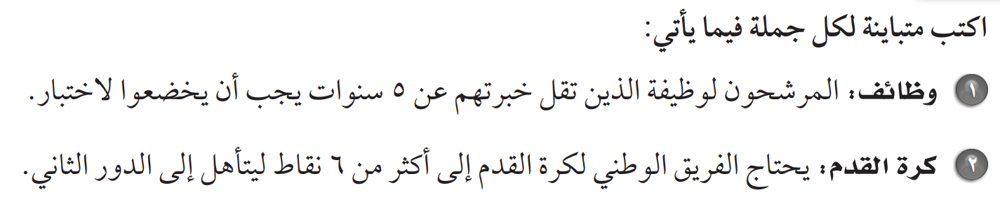 اكتب متباينة لكل جملة فيما يأتي:
١ وظائف: المرشحون لوظيفة الذين تقل خبرتهم عن ٥ سنوات يجب أن يخضعوا لاختبار.
٢ كرة القدم: يحتاج الفريق الوطني لكرة القدم إلى أكثر من ٦ نقاط ليتأهل إلى الدور الثاني.